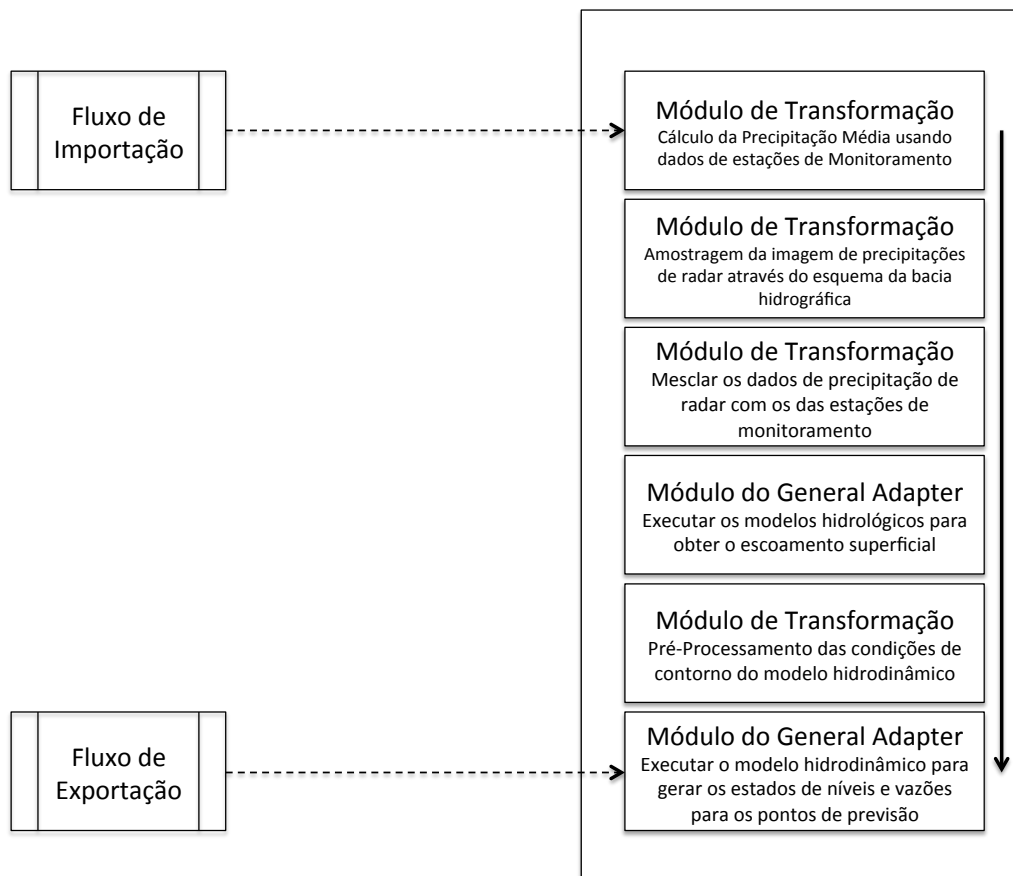 Fluxo de
Importação
Módulo de Transformação
Cálculo da Precipitação Média usando
dados de estações de Monitoramento
Módulo de Transformação
Amostragem da imagem de precipitações
de radar através do esquema da bacia
hidrográfica
Módulo de Transformação
Mesclar os dados de precipitação de
radar com os das estações de
monitoramento
Módulo do General Adapter
Executar os modelos hidrológicos para
obter o escoamento superficial
Módulo de Transformação
Pré-Processamento das condições de
contorno do modelo hidrodinâmico
Fluxo de
Exportação
Módulo do General Adapter
Executar o modelo hidrodinâmico para
gerar os estados de níveis e vazões
para os pontos de previsão